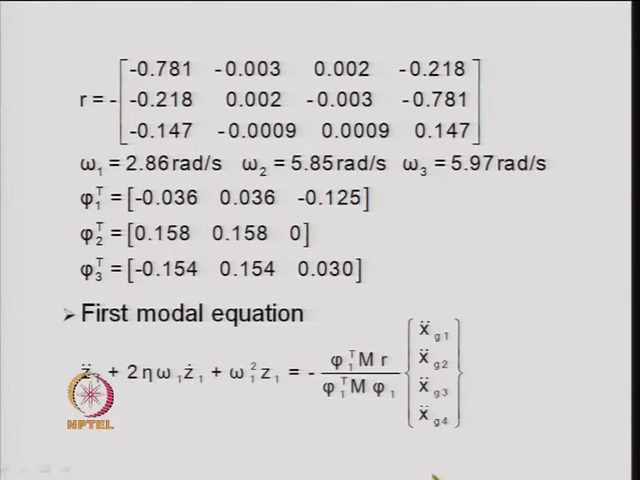 r = - [ -0.781 -0.003 0.002 -0.218
-0.218 0.002 -0.003 -0.781
-0.147 -0.0009 0.0009 0.147 ]
ω₁ = 2.86 rad/s ω₂ = 5.85 rad/s ω₃ = 5.97 rad/s
φ₁ᵀ = [-0.036 0.036 -0.125]
φ₂ᵀ = [0.158 0.158 0]
φ₃ᵀ = [-0.154 0.154 0.030]
➢ First modal equation
z̈₁ + 2ηω₁ż₁ + ω₁²z₁ = - (φ₁ᵀM r)/(φ₁ᵀM φ₁) { ẍg1
ẍg2
ẍg3
ẍg4 }
NPTEL